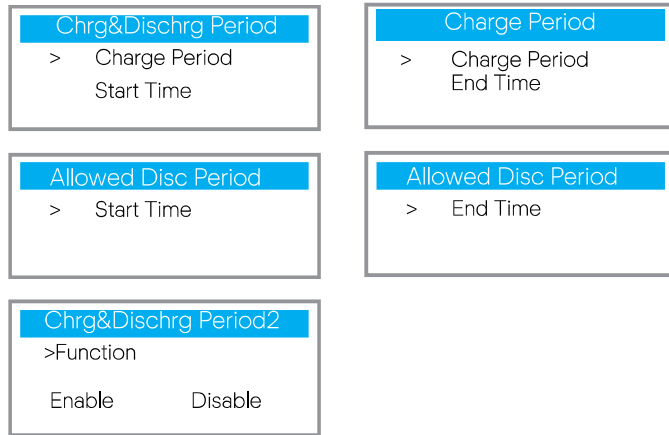 Chrg&Dischrg Period
> Charge Period
Start Time
Charge Period
> Charge Period
End Time
Allowed Disc Period
> Start Time
Allowed Disc Period
> End Time
Chrg&Dischrg Period2
>Function
Enable Disable